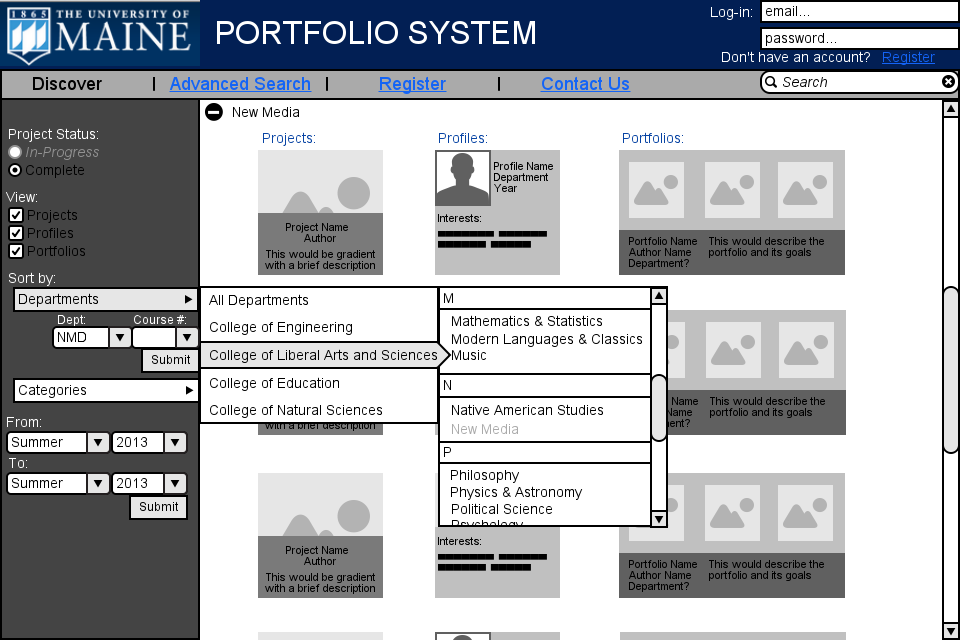 1865 THE UNIVERSITY OF
MAINE
PORTFOLIO SYSTEM
Log-in: email...
password...
Don't have an account? Register
Discover | Advanced Search | Register | Contact Us
Search
Project Status:
In-Progress
Complete
View:
Projects
Profiles
Portfolios
Sort by:
Departments
Dept: Course #:
NMD
Submit
Categories
From:
Summer 2013
To:
Summer 2013
Submit
New Media
Projects: Profiles: Portfolios:
Project Name
Author
This would be gradient
with a brief description
Profile Name
Department
Year
Interests:
Portfolio Name
Author Name
Department?
This would describe the
portfolio and its goals
All Departments
College of Engineering
College of Liberal Arts and Sciences
College of Education
College of Natural Sciences
M
Mathematics & Statistics
Modern Languages & Classics
Music
N
Native American Studies
New Media
P
Philosophy
Physics & Astronomy
Political Science
Psychology
with a brief description
Name
Name
ment?
This would describe the
portfolio and its goals
Project Name
Author
This would be gradient
with a brief description
Interests:
Portfolio Name
Author Name
Department?
This would describe the
portfolio and its goals